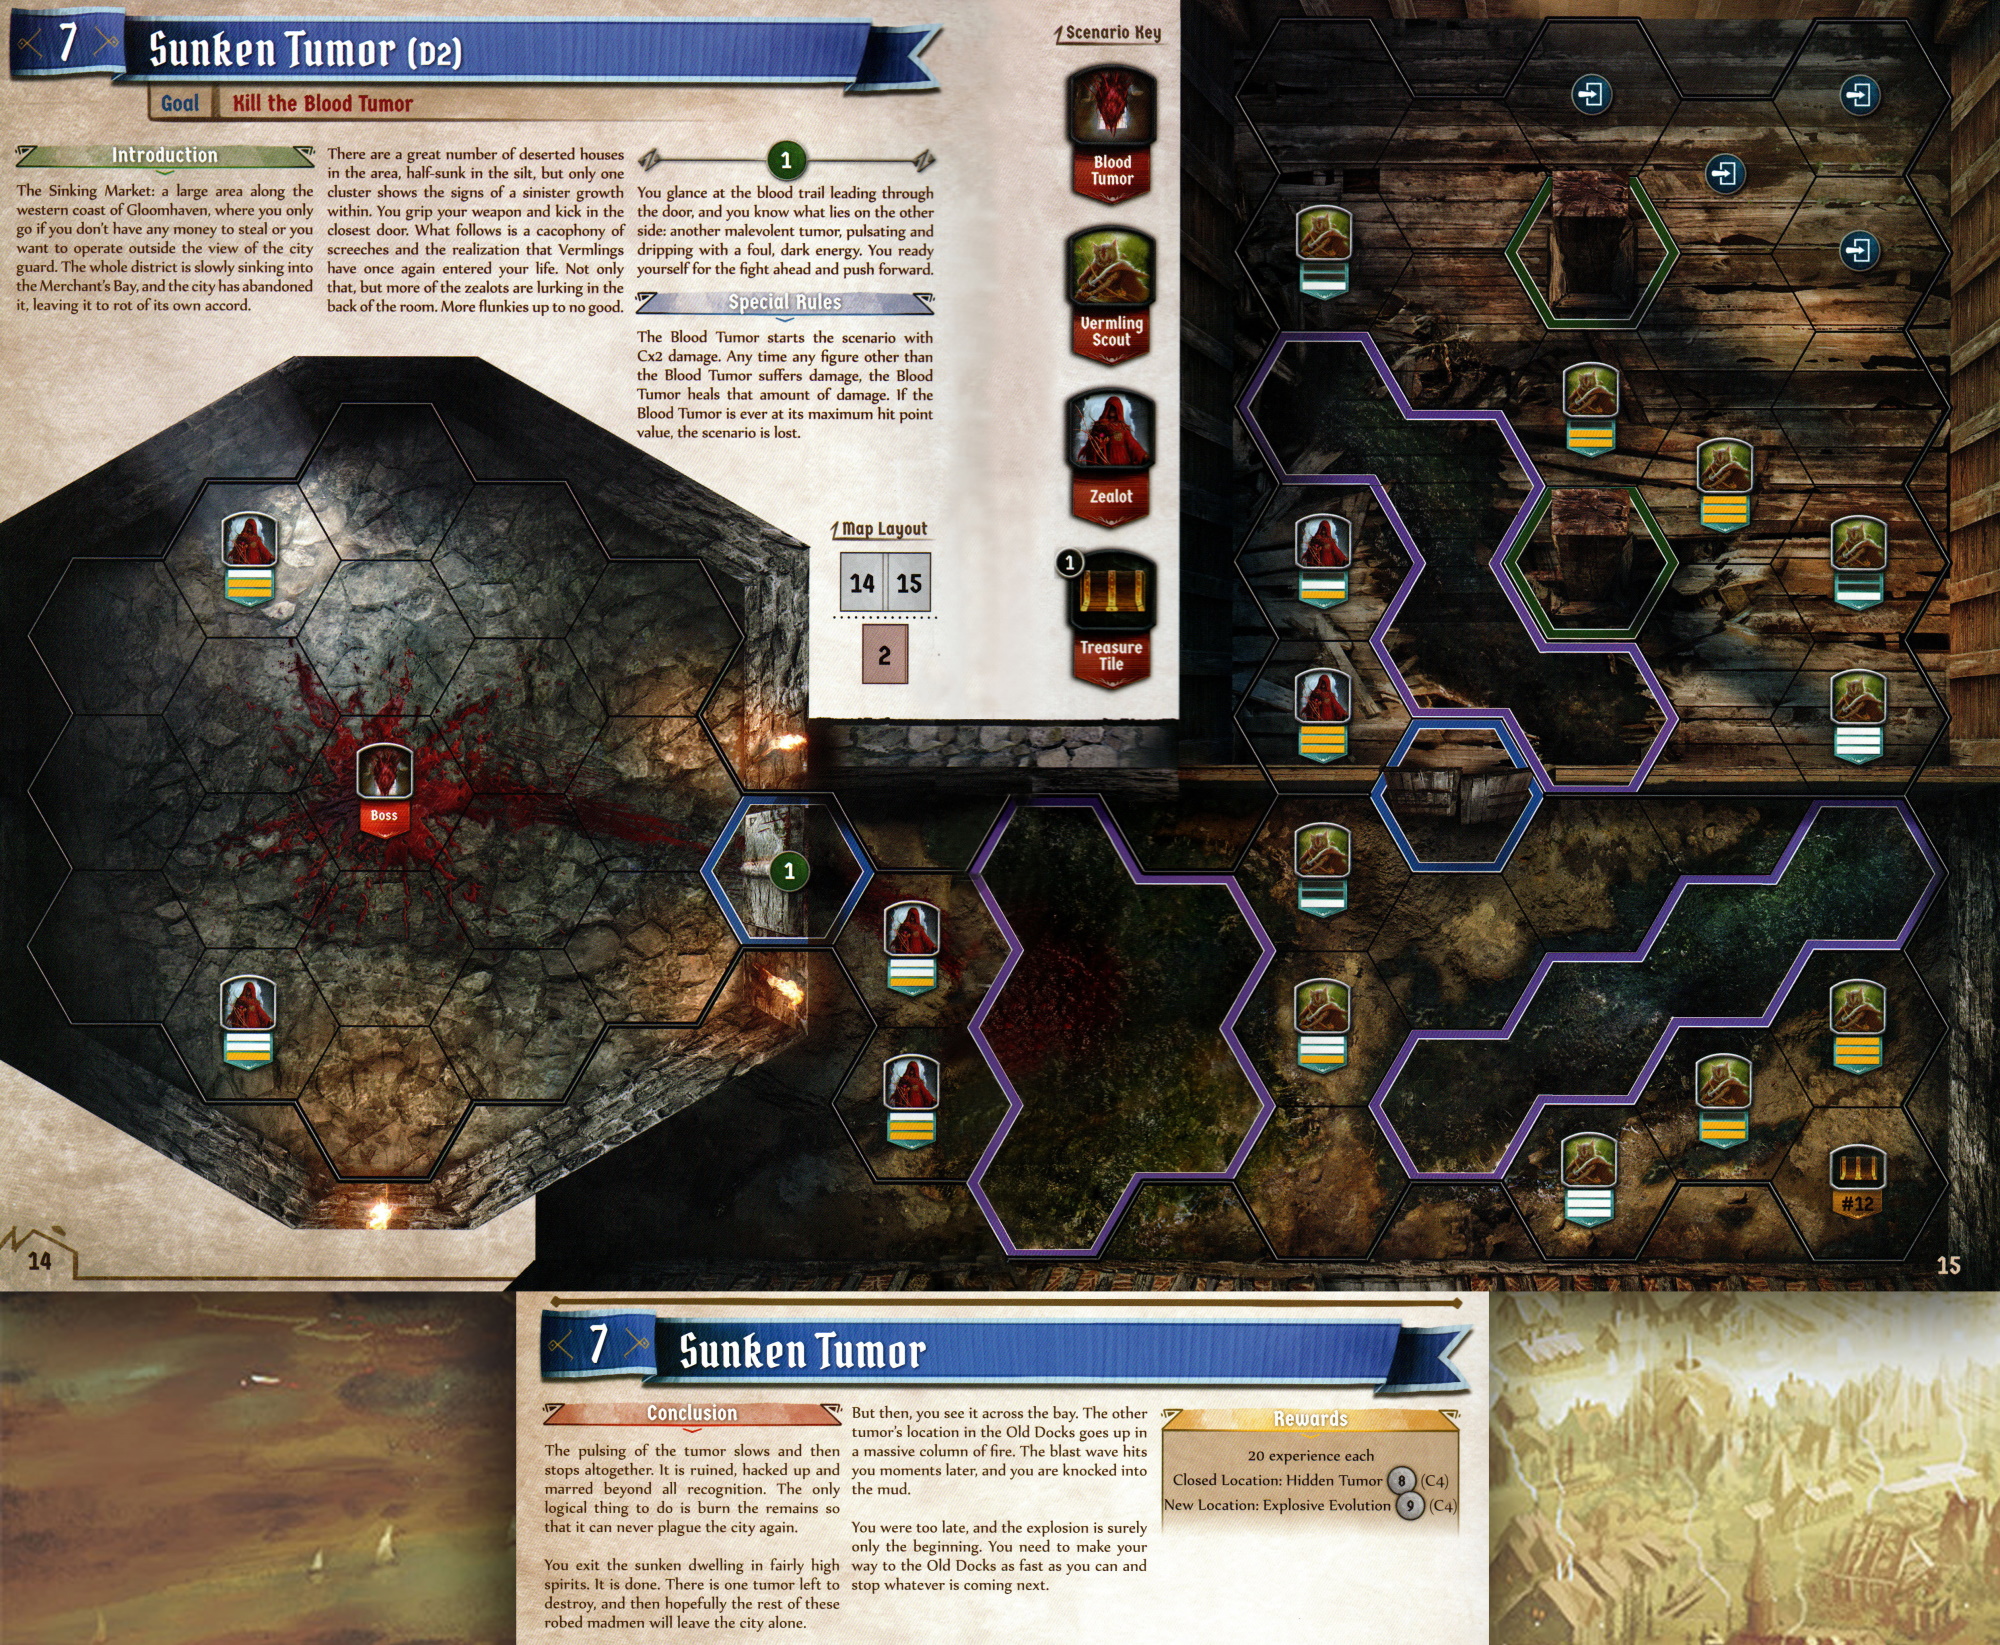 7
Sunken Tumor (D2)
Goal
Kill the Blood Tumor
Introduction
The Sinking Market: a large area along the
western coast of Gloomhaven, where you only
go if you don't have any money to steal or you
want to operate outside the view of the city
guard. The whole district is slowly sinking into
the Merchant's Bay, and the city has abandoned
it, leaving it to rot of its own accord.
There are a great number of deserted houses
in the area, half-sunk in the silt, but only one
cluster shows the signs of a sinister growth
within. You grip your weapon and kick in the
closest door. What follows is a cacophony of
screeches and the realization that Vermlings
have once again entered your life. Not only
that, but more of the zealots are lurking in the
back of the room. More flunkies up to no good.
1
You glance at the blood trail leading through
the door, and you know what lies on the other
side: another malevolent tumor, pulsating and
dripping with a foul, dark energy. You ready
yourself for the fight ahead and push forward.
Special Rules
The Blood Tumor starts the scenario with
Cx2 damage. Any time any figure other than
the Blood Tumor suffers damage, the Blood
Tumor heals that amount of damage. If the
Blood Tumor is ever at its maximum hit point
value, the scenario is lost.
Map Layout
14
15
2
Scenario Key
Blood
Tumor
Vermling
Scout
Zealot
1
Treasure
Tile
Boss
1
#12
14
15
7
Sunken Tumor
Conclusion
The pulsing of the tumor slows and then
stops altogether. It is ruined, hacked up and
marred beyond all recognition. The only
logical thing to do is burn the remains so
that it can never plague the city again.
You exit the sunken dwelling in fairly high
spirits. It is done. There is one tumor left to
destroy, and then hopefully the rest of these
robed madmen will leave the city alone.
But then, you see it across the bay. The other
tumor's location in the Old Docks goes up in
a massive column of fire. The blast wave hits
you moments later, and you are knocked into
the mud.
You were too late, and the explosion is surely
only the beginning. You need to make your
way to the Old Docks as fast as you can and
stop whatever is coming next.
Rewards
20 experience each
Closed Location: Hidden Tumor 8 (C4)
New Location: Explosive Evolution 9 (C4)